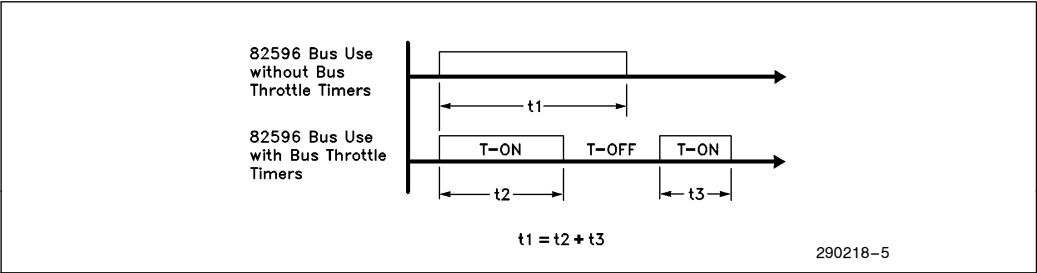 82596 Bus Use
without Bus
Throttle Timers
t1
82596 Bus Use
with Bus Throttle
Timers
T-ON
T-OFF
T-ON
t2
t3
t1 = t2 + t3
290218-5